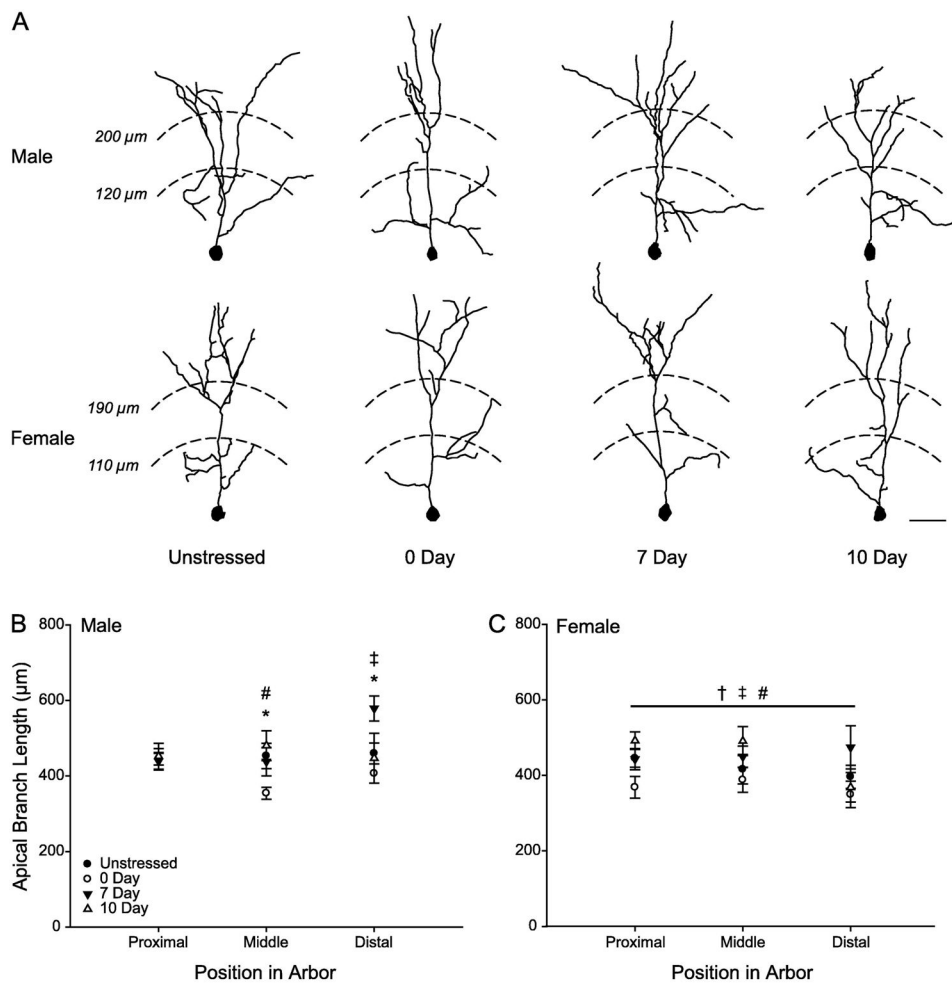 A
200 µm
Male
120 µm
190 µm
Female
110 µm
Unstressed 0 Day 7 Day 10 Day
B Male
800
600
400
200
0
Apical Branch Length (µm)
‡
#
*
*
Unstressed
0 Day
7 Day
10 Day
Proximal Middle Distal
Position in Arbor
C Female
800
600
400
200
0
† ‡ #
Proximal Middle Distal
Position in Arbor